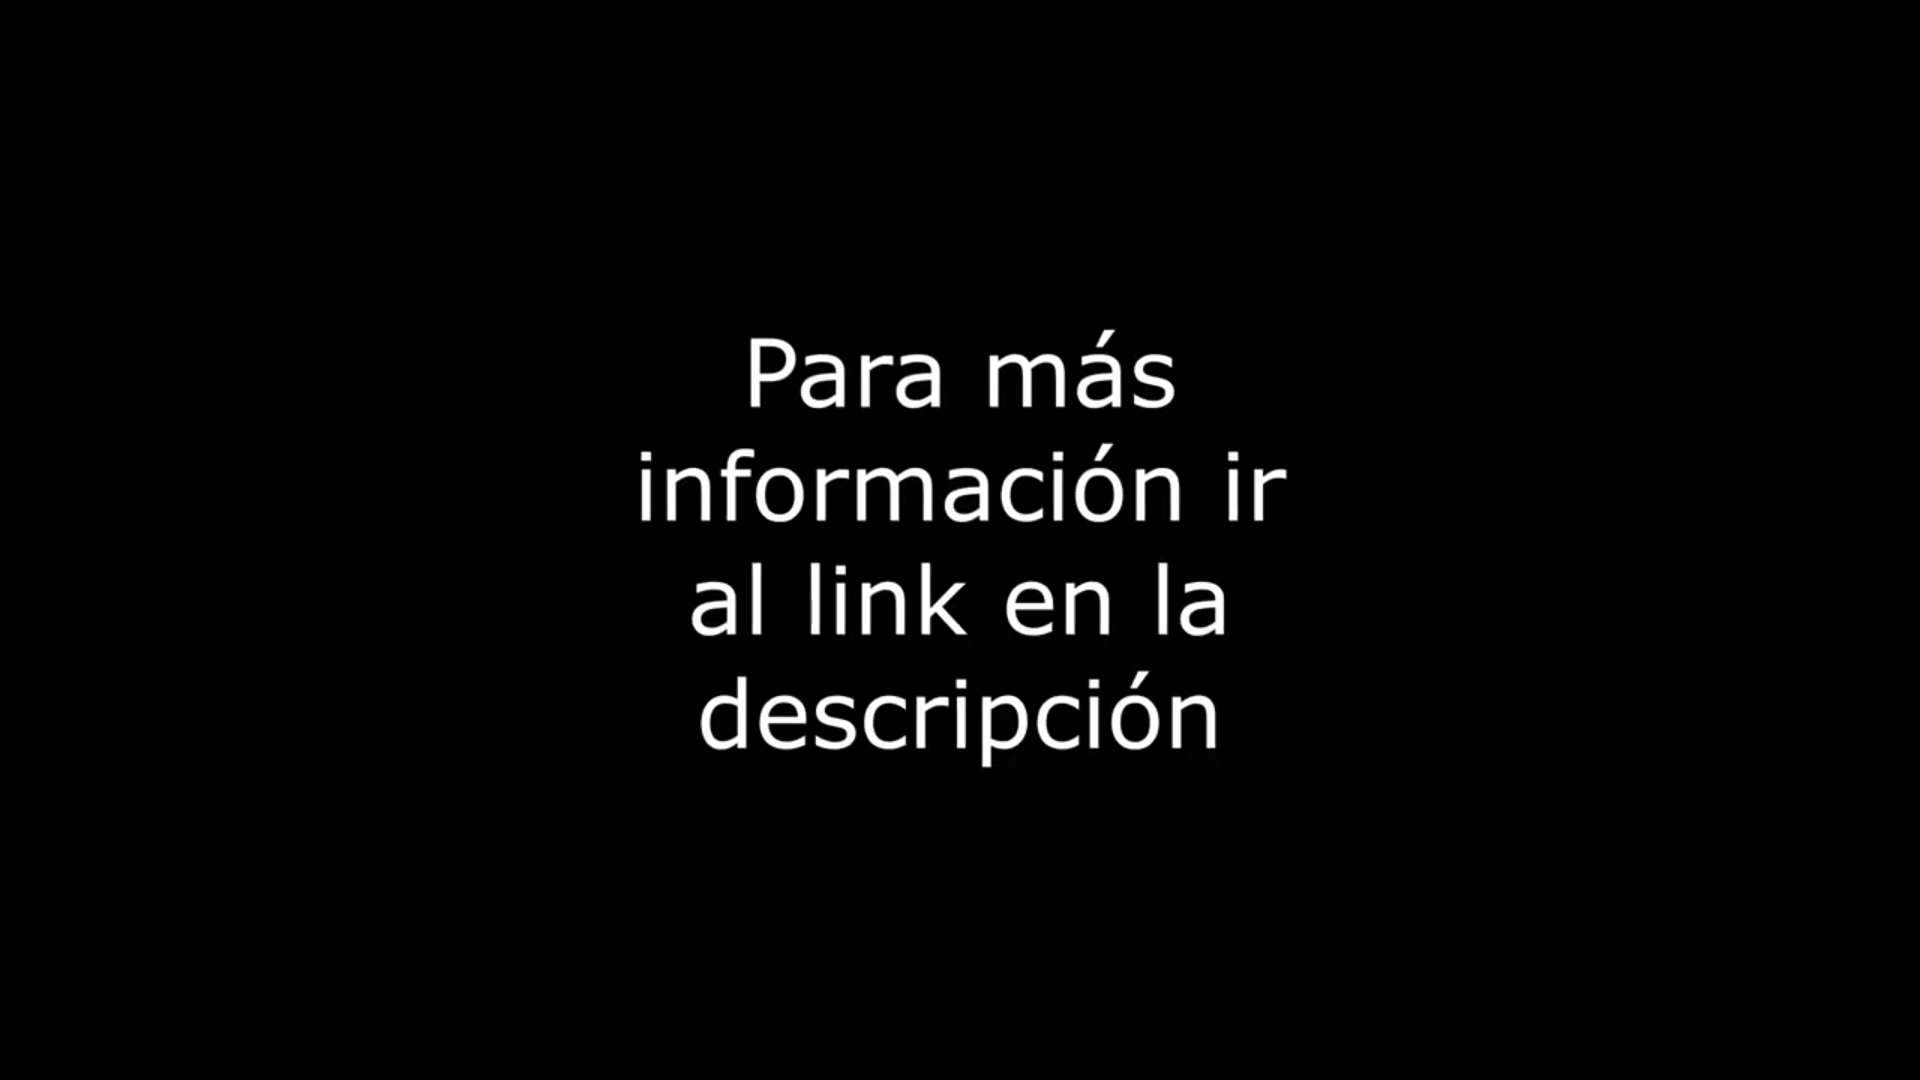 Para más
información ir
al link en la
descripción